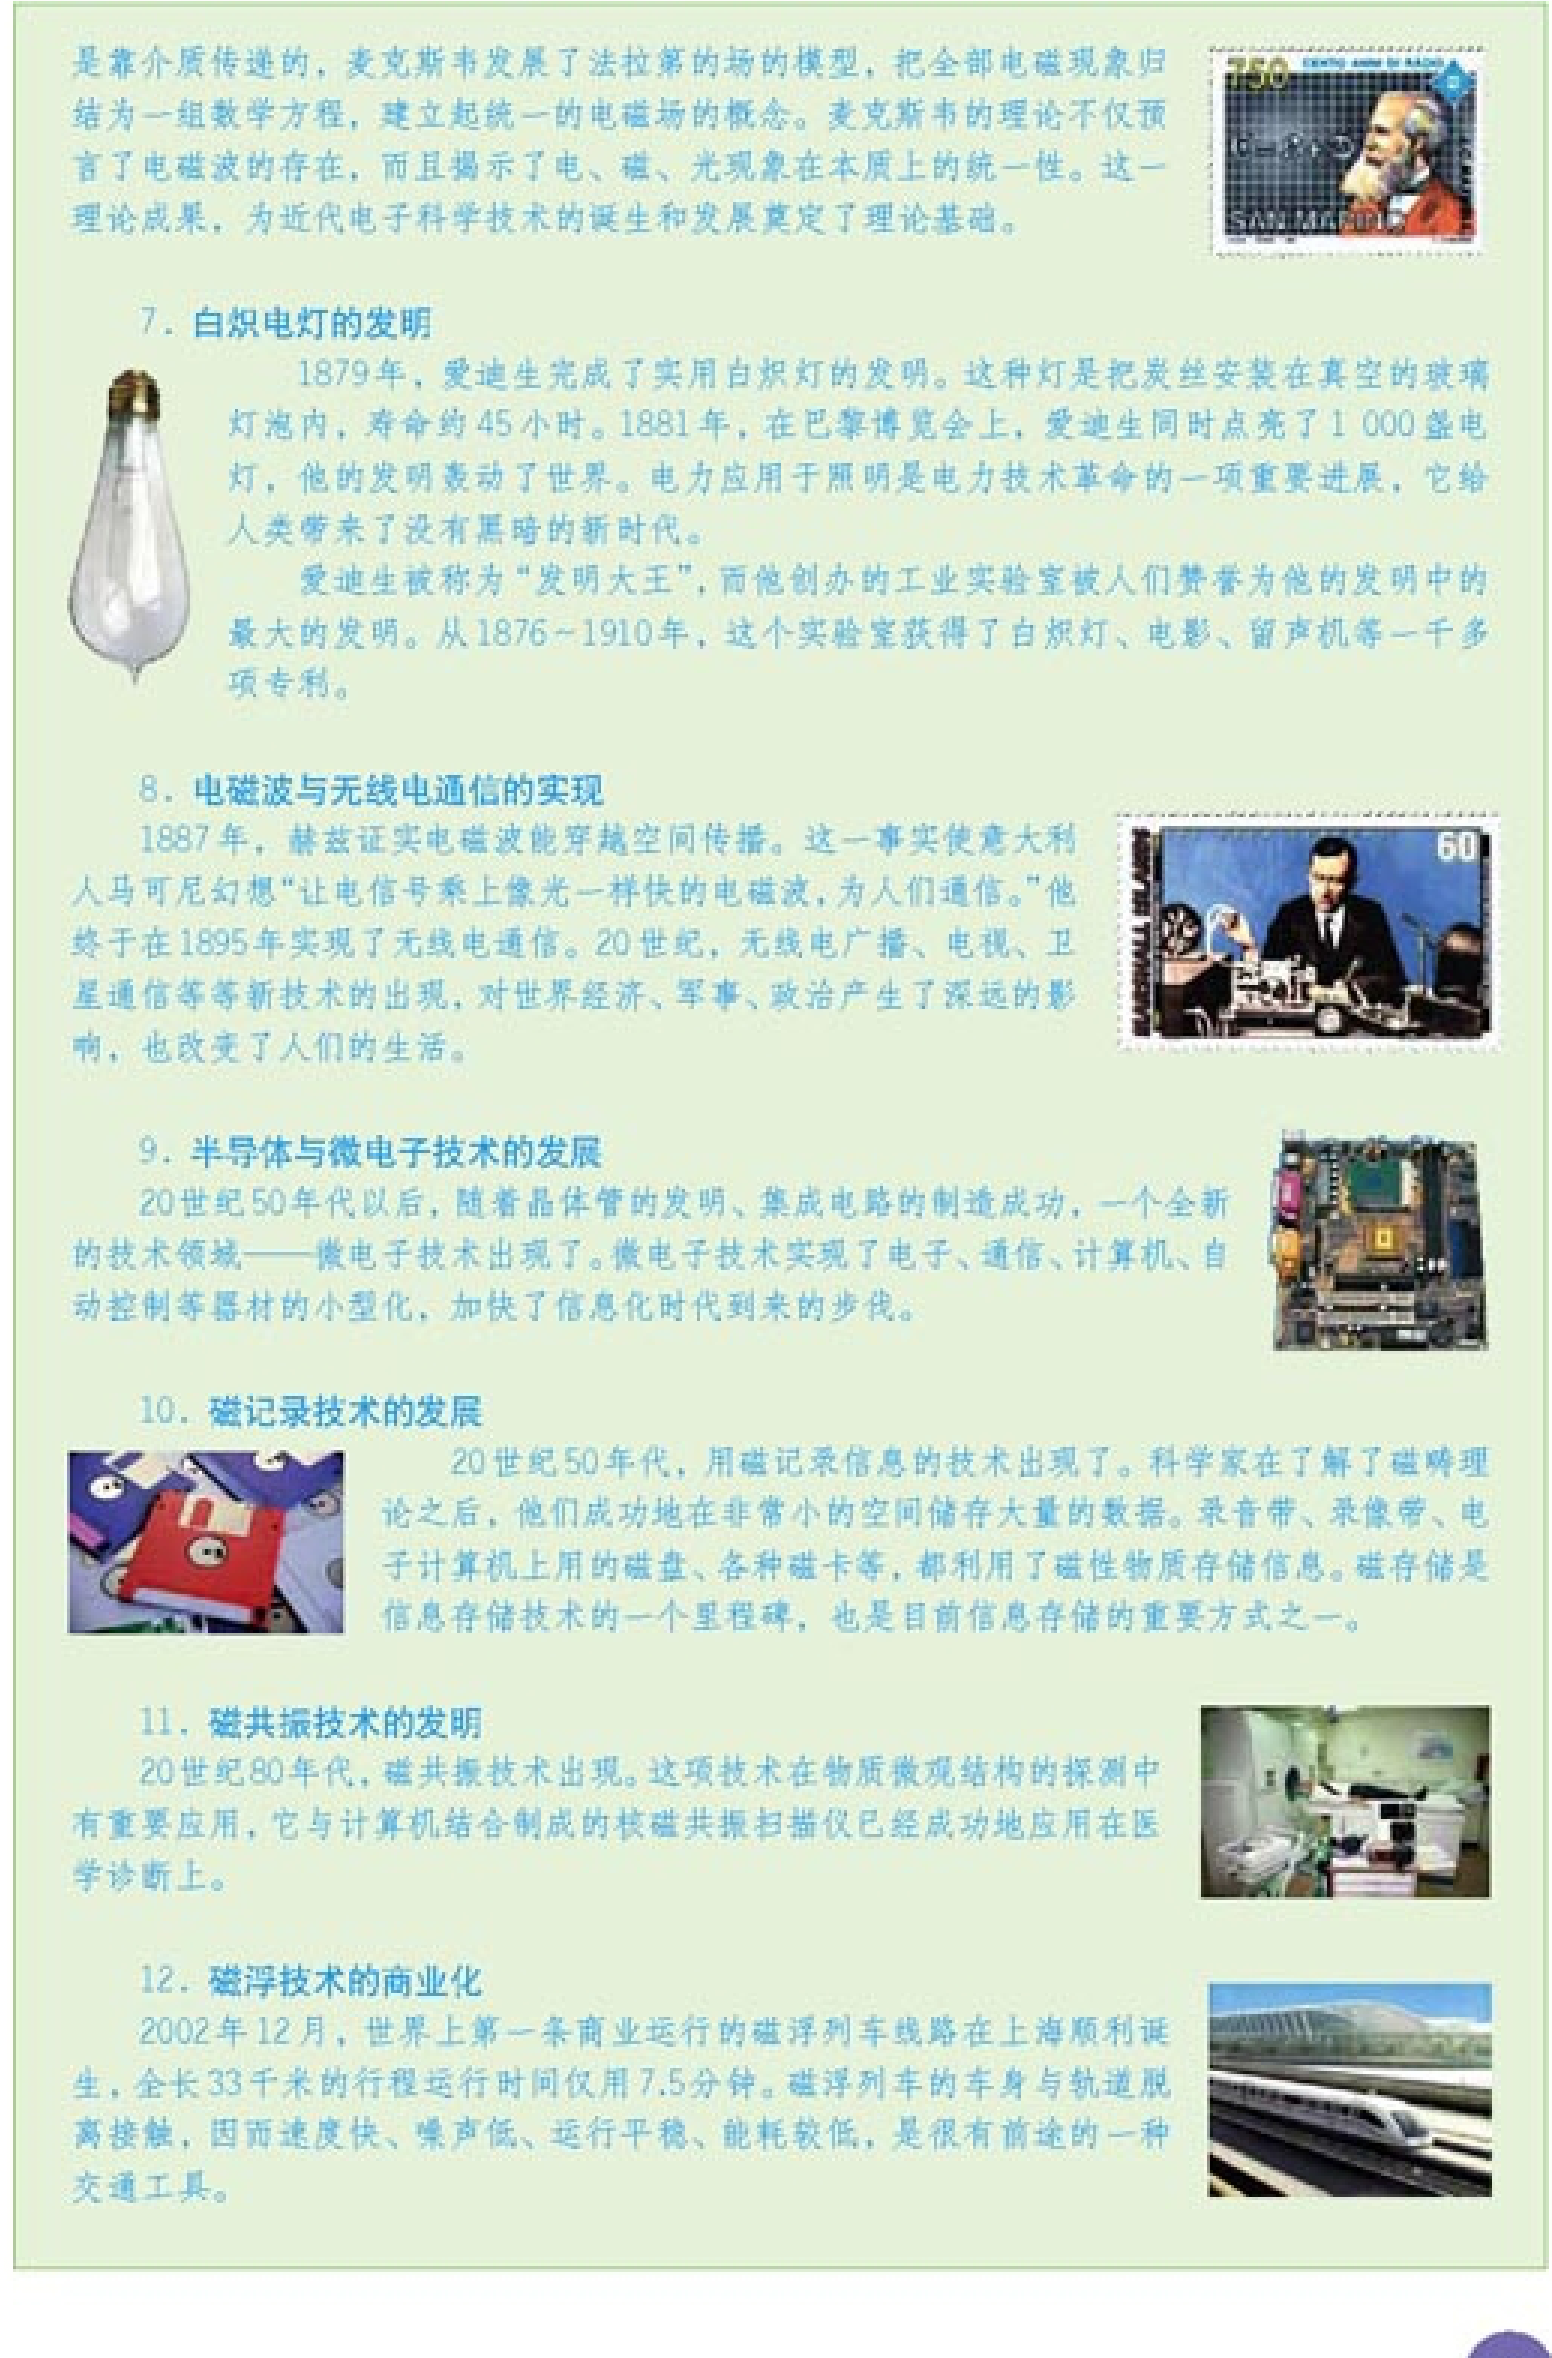 是靠介质传递的，麦克斯韦发展了法拉第的场的模型，把全部电磁现象归
结为一组数学方程，建立起统一的电磁场的概念。麦克斯韦的理论不仅预
言了电磁波的存在，而且揭示了电、磁、光现象在本质上的统一性。这一
理论成果，为近代电子科学技术的诞生和发展奠定了理论基础。
750
CENTO ANNI DI RADIO
SAN MARINO
7. 白炽电灯的发明
1879年，爱迪生完成了实用白炽灯的发明。这种灯是把炭丝安装在真空的玻璃
灯泡内，寿命约45小时。1881年，在巴黎博览会上，爱迪生同时点亮了1 000盏电
灯，他的发明轰动了世界。电力应用于照明是电力技术革命的一项重要进展，它给
人类带来了没有黑暗的新时代。
爱迪生被称为“发明大王”，而他创办的工业实验室被人们赞誉为他的发明中的
最大的发明。从1876～1910年，这个实验室获得了白炽灯、电影、留声机等一千多
项专利。
8. 电磁波与无线电通信的实现
1887年，赫兹证实电磁波能穿越空间传播。这一事实使意大利
人马可尼幻想“让电信号乘上像光一样快的电磁波，为人们通信。”他
终于在1895年实现了无线电通信。20世纪，无线电广播、电视、卫
星通信等等新技术的出现，对世界经济、军事、政治产生了深远的影
响，也改变了人们的生活。
60
9. 半导体与微电子技术的发展
20世纪50年代以后，随着晶体管的发明、集成电路的制造成功，一个全新
的技术领域——微电子技术出现了。微电子技术实现了电子、通信、计算机、自
动控制等器材的小型化，加快了信息化时代到来的步伐。
10. 磁记录技术的发展
20世纪50年代，用磁记录信息的技术出现了。科学家在了解了磁畴理
论之后，他们成功地在非常小的空间储存大量的数据。录音带、录像带、电
子计算机上用的磁盘、各种磁卡等，都利用了磁性物质存储信息。磁存储是
信息存储技术的一个里程碑，也是目前信息存储的重要方式之一。
11. 磁共振技术的发明
20世纪80年代，磁共振技术出现。这项技术在物质微观结构的探测中
有重要应用，它与计算机结合制成的核磁共振扫描仪已经成功地应用在医
学诊断上。
12. 磁浮技术的商业化
2002年12月，世界上第一条商业运行的磁浮列车线路在上海顺利诞
生，全长33千米的行程运行时间仅用7.5分钟。磁浮列车的车身与轨道脱
离接触，因而速度快、噪声低、运行平稳、能耗较低，是很有前途的一种
交通工具。